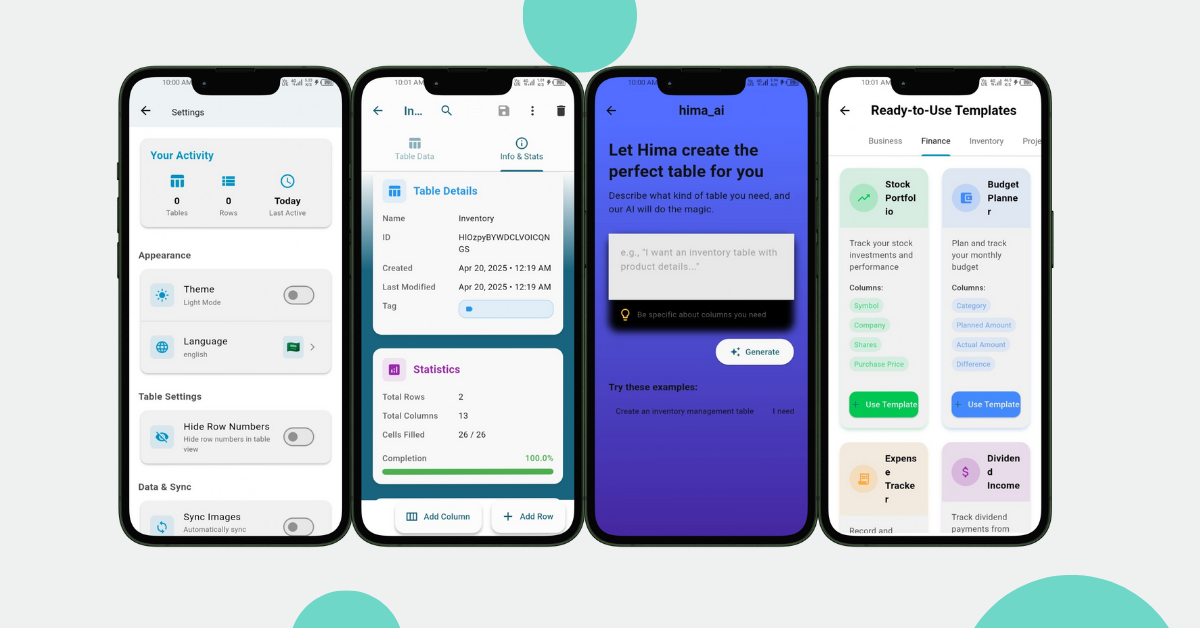 10:00 AM
Settings
Your Activity
0
0
Today
Tables
Rows
Last Active
Appearance
Theme
Light Mode
Language
english
Table Settings
Hide Row Numbers
Hide row numbers in table
view
Data & Sync
Sync Images
Automatically sync
10:01 AM
In...
Table Data
Info & Stats
Table Details
Name
Inventory
ID
HIOzpyBYWDCLVOICQN
GS
Created
Apr 20, 2025 • 12:19 AM
Last Modified
Apr 20, 2025 • 12:19 AM
Tag
Statistics
Total Rows
2
Total Columns
13
Cells Filled
26 / 26
Completion
100.0%
Add Column
Add Row
10:00 AM
hima_ai
Let Hima create the
perfect table for you
Describe what kind of table you need, and
our AI will do the magic.
e.g., "I want an inventory table with
product details..."
Be specific about columns you need
Generate
Try these examples:
Create an inventory management table
I need
10:01 AM
Ready-to-Use Templates
Business
Finance
Inventory
Proje
Stock
Portfol
io
Track your stock
investments and
performance
Columns:
Symbol
Company
Shares
Purchase Price
+ Use Template
Budget
Planne
r
Plan and track
your monthly
budget
Columns:
Category
Planned Amount
Actual Amount
Difference
+ Use Template
Expens
e
Tracke
r
Record and
Dividen
d
Income
Track dividend
payments from